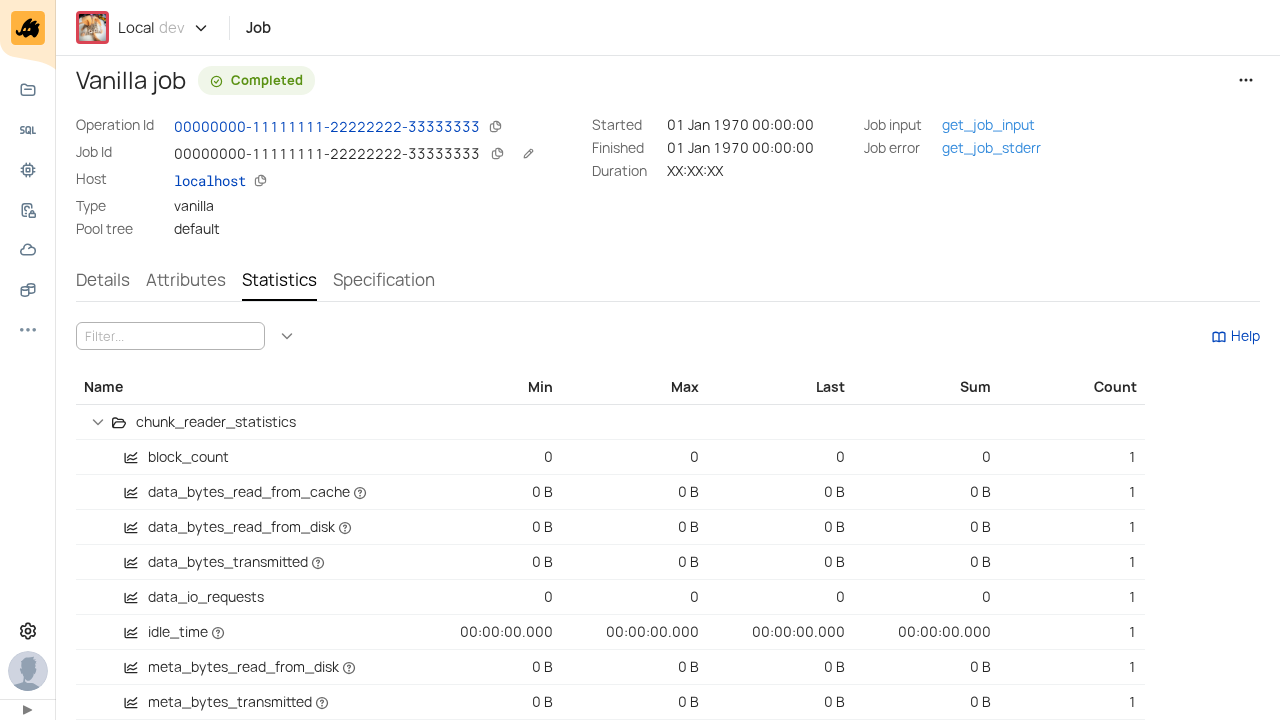 Local dev
Job
Vanilla job
Completed
SQL
Operation Id 00000000-11111111-22222222-33333333
Job Id 00000000-11111111-22222222-33333333
Host localhost
Type vanilla
Pool tree default
Started 01 Jan 1970 00:00:00
Finished 01 Jan 1970 00:00:00
Duration XX:XX:XX
Job input get_job_input
Job error get_job_stderr
Details Attributes Statistics Specification
Filter...
Help
Name Min Max Last Sum Count
chunk_reader_statistics
block_count 0 0 0 0 1
data_bytes_read_from_cache 0 B 0 B 0 B 0 B 1
data_bytes_read_from_disk 0 B 0 B 0 B 0 B 1
data_bytes_transmitted 0 B 0 B 0 B 0 B 1
data_io_requests 0 0 0 0 1
idle_time 00:00:00.000 00:00:00.000 00:00:00.000 00:00:00.000 1
meta_bytes_read_from_disk 0 B 0 B 0 B 0 B 1
meta_bytes_transmitted 0 B 0 B 0 B 0 B 1